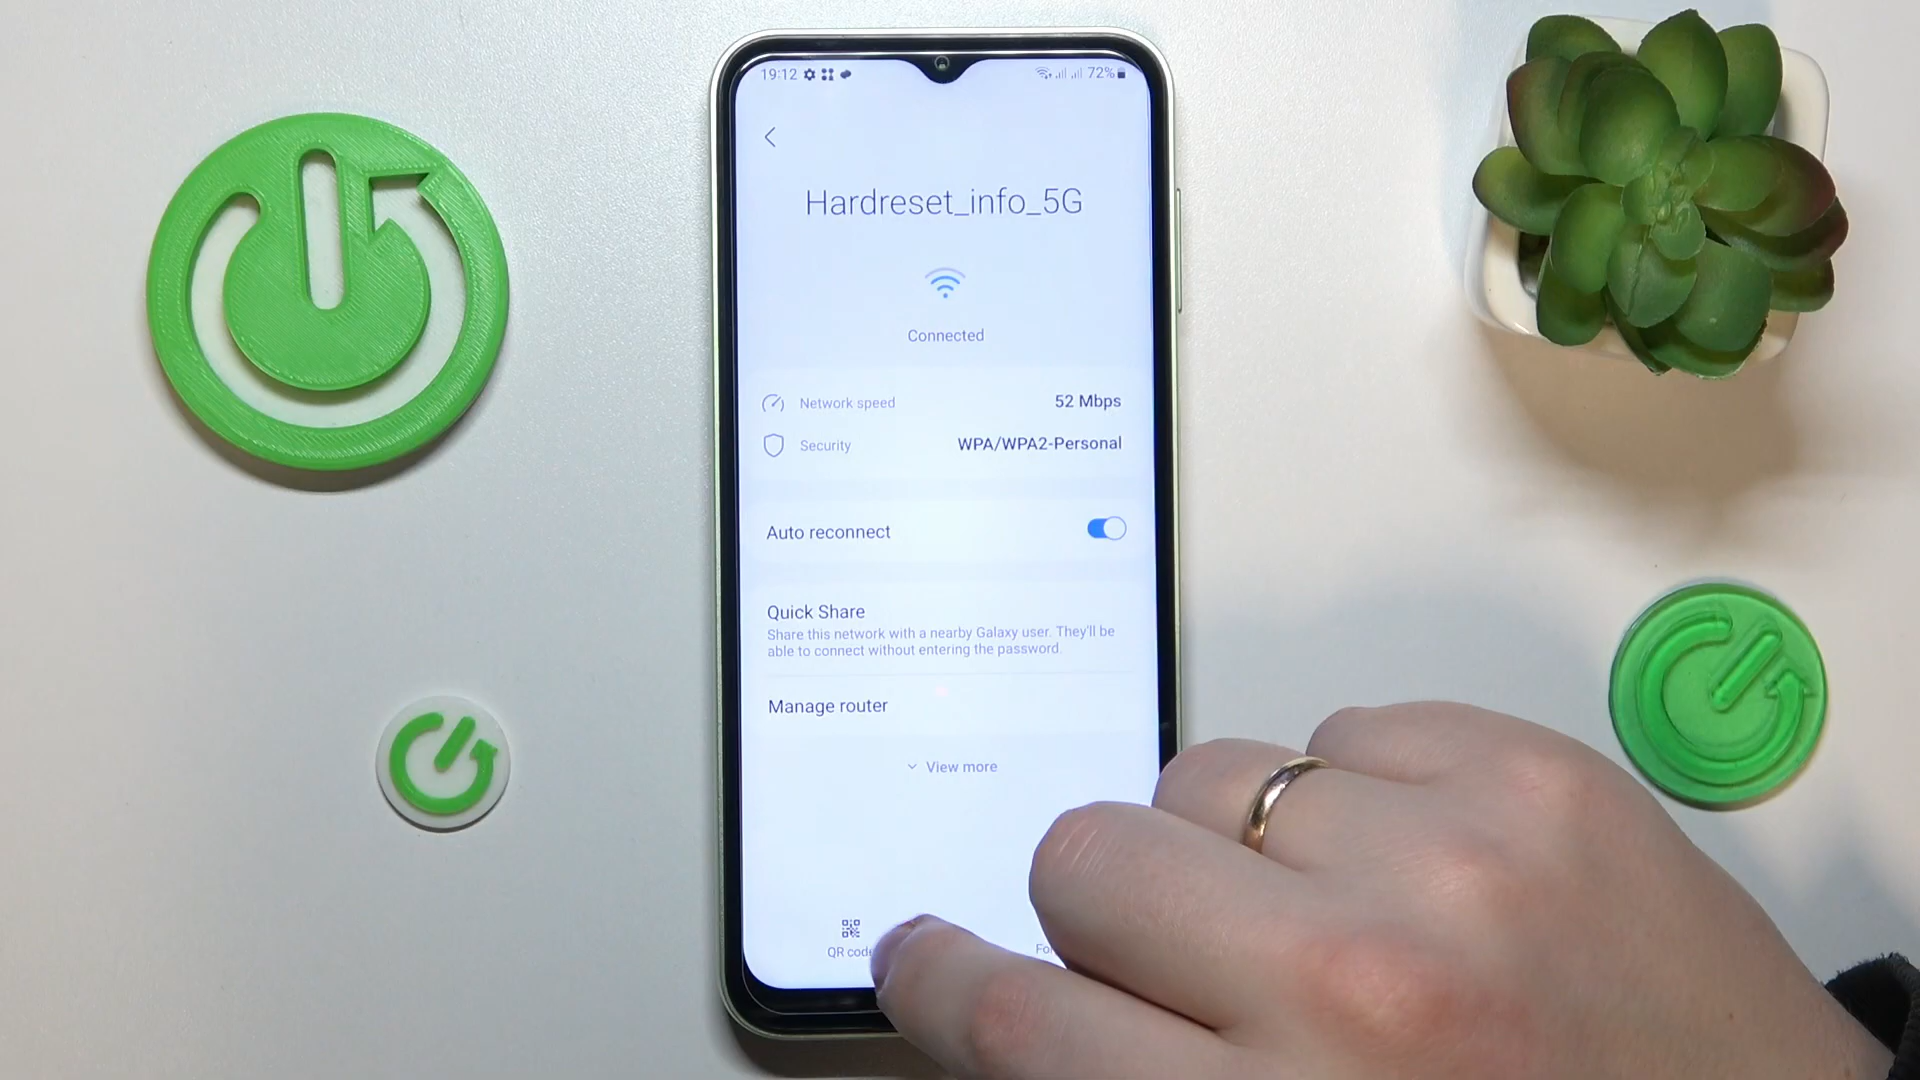 19:12 72%
Hardreset_info_5G
Connected
Network speed 52 Mbps
Security WPA/WPA2-Personal
Auto reconnect
Quick Share
Share this network with a nearby Galaxy user. They'll be
able to connect without entering the password.
Manage router
View more
QR code